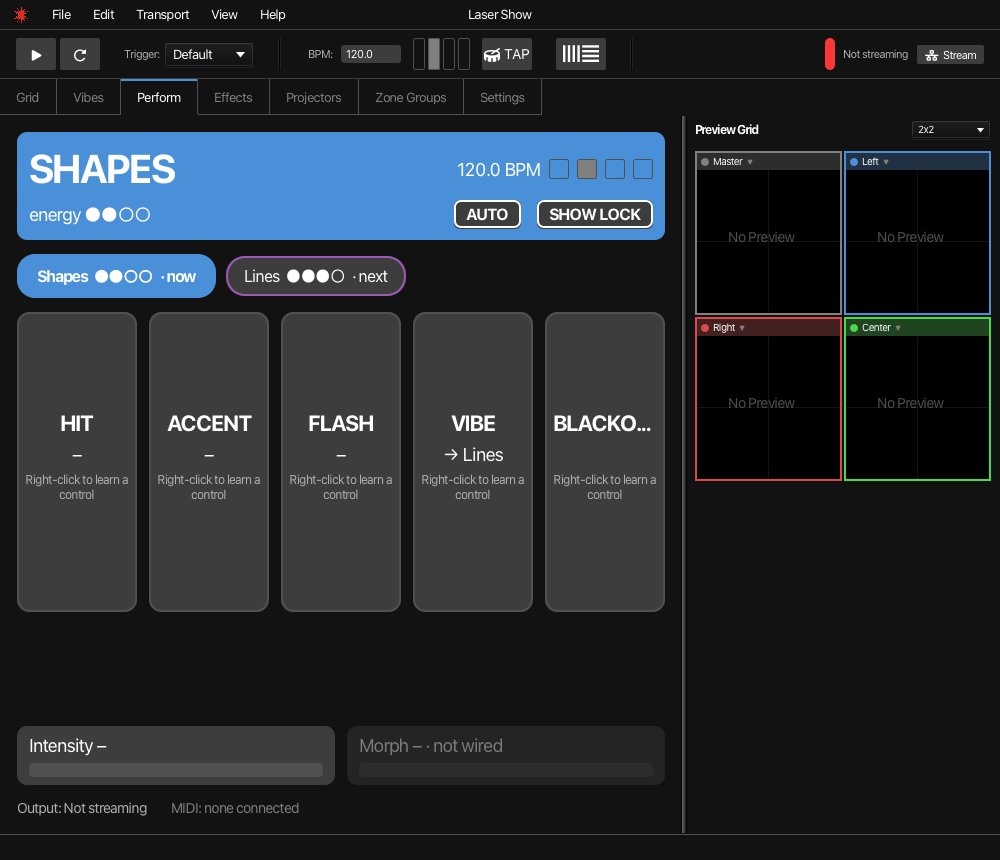 File Edit Transport View Help Laser Show
Trigger: Default BPM: 120.0 TAP Not streaming Stream
Grid Vibes Perform Effects Projectors Zone Groups Settings
SHAPES 120.0 BPM
energy AUTO SHOW LOCK
Shapes · now Lines · next
HIT ACCENT FLASH VIBE BLACKO...
– – – → Lines
Right-click to learn a Right-click to learn a Right-click to learn a Right-click to learn a Right-click to learn a
control control control control control
Intensity – Morph – · not wired
Output: Not streaming MIDI: none connected
Preview Grid 2x2
Master Left
No Preview No Preview
Right Center
No Preview No Preview